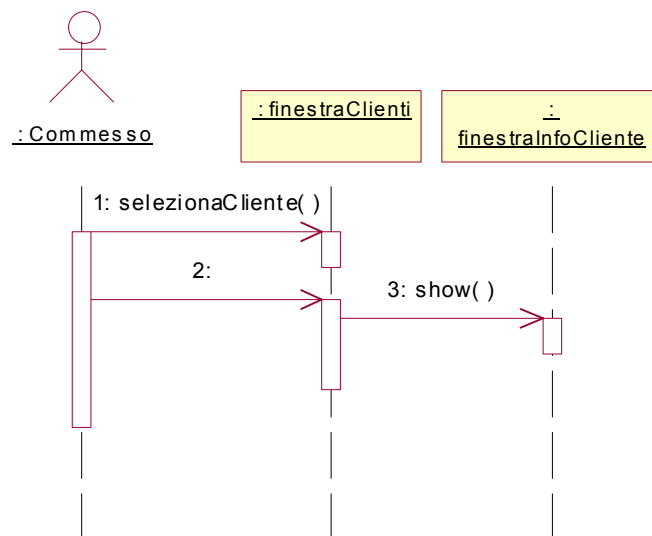 : Commesso
: finestraClienti
:
finestraInfoCliente
1: selezionaCliente( )
2:
3: show( )